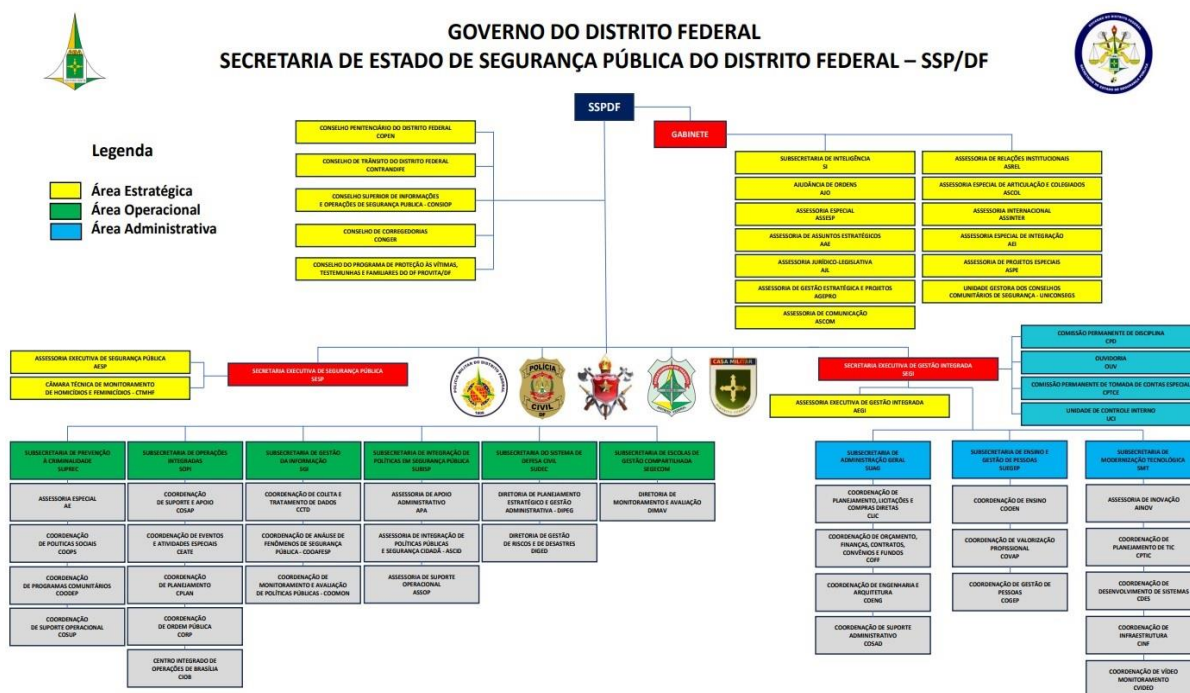 GOVERNO DO DISTRITO FEDERAL
SECRETARIA DE ESTADO DE SEGURANÇA PÚBLICA DO DISTRITO FEDERAL – SSP/DF
SSPDF
GABINETE
CONSELHO PENITENCIÁRIO DO DISTRITO FEDERAL
COPEN
CONSELHO DE TRÂNSITO DO DISTRITO FEDERAL
CONTRANDIFE
CONSELHO SUPERIOR DE INFORMAÇÕES
E OPERAÇÕES DE SEGURANÇA PUBLICA - CONSIOP
CONSELHO DE CORREGEDORIAS
CONGER
CONSELHO DO PROGRAMA DE PROTEÇÃO ÀS VÍTIMAS,
TESTEMUNHAS E FAMILIARES DO DF PROVITA/DF
Legenda
Área Estratégica
Área Operacional
Área Administrativa
SUBSECRETARIA DE INTELIGÊNCIA
SI
AJUDÂNCIA DE ORDENS
AJO
ASSESSORIA ESPECIAL
ASSESP
ASSESSORIA DE ASSUNTOS ESTRATÉGICOS
AAE
ASSESSORIA JURÍDICO-LEGISLATIVA
AJL
ASSESSORIA DE GESTÃO ESTRATÉGICA E PROJETOS
AGEPRO
ASSESSORIA DE COMUNICAÇÃO
ASCOM
ASSESSORIA DE RELAÇÕES INSTITUCIONAIS
ASREL
ASSESSORIA ESPECIAL DE ARTICULAÇÃO E COLEGIADOS
ASCOL
ASSESSORIA INTERNACIONAL
ASSINTER
ASSESSORIA ESPECIAL DE INTEGRAÇÃO
AEI
ASSESSORIA DE PROJETOS ESPECIAIS
ASPE
UNIDADE GESTORA DOS CONSELHOS
COMUNITÁRIOS DE SEGURANÇA - UNICONSEGS
ASSESSORIA EXECUTIVA DE SEGURANÇA PÚBLICA
AESP
CÂMARA TÉCNICA DE MONITORAMENTO
DE HOMICÍDIOS E FEMINICÍDIOS - CTMHF
SECRETARIA EXECUTIVA DE SEGURANÇA PÚBLICA
SESP
POLÍCIA MILITAR DO DISTRITO FEDERAL
POLÍCIA
CIVIL
DF
CASA MILITAR
SECRETARIA EXECUTIVA DE GESTÃO INTEGRADA
SEGI
ASSESSORIA EXECUTIVA DE GESTÃO INTEGRADA
AEGI
COMISSÃO PERMANENTE DE DISCIPLINA
CPD
OUVIDORIA
OUV
COMISSÃO PERMANENTE DE TOMADA DE CONTAS ESPECIAL
CPTCE
UNIDADE DE CONTROLE INTERNO
UCI
SUBSECRETARIA DE PREVENÇÃO
À CRIMINALIDADE
SUPREC
ASSESSORIA ESPECIAL
AE
COORDENAÇÃO
DE POLITICAS SOCIAIS
COOPS
COORDENAÇÃO
DE PROGRAMAS COMUNITÁRIOS
COODEP
COORDENAÇÃO
DE SUPORTE OPERACIONAL
COSUP
SUBSECRETARIA DE OPERAÇÕES
INTEGRADAS
SOPI
COORDENAÇÃO
DE SUPORTE E APOIO
COSAP
COORDENAÇÃO DE EVENTOS
E ATIVIDADES ESPECIAIS
CEATE
COORDENAÇÃO
DE PLANEJAMENTO
CPLAN
COORDENAÇÃO
DE ORDEM PÚBLICA
CORP
CENTRO INTEGRADO DE
OPERAÇÕES DE BRASÍLIA
CIOB
SUBSECRETARIA DE GESTÃO
DA INFORMAÇÃO
SGI
COORDENAÇÃO DE COLETA E
TRATAMENTO DE DADOS
CCTD
COORDENAÇÃO DE ANÁLISE DE
FENÔMENOS DE SEGURANÇA
PÚBLICA - COOAFESP
COORDENAÇÃO DE
MONITORAMENTO E AVALIAÇÃO
DE POLÍTICAS PÚBLICAS - COOMON
SUBSECRETARIA DE INTEGRAÇÃO DE
POLÍTICAS EM SEGURANÇA PÚBLICA
SUBISP
ASSESSORIA DE APOIO
ADMINISTRATIVO
APA
ASSESSORIA DE INTEGRAÇÃO DE
POLÍTICAS PÚBLICAS
E SEGURANÇA CIDADÃ - ASCID
ASSESSORIA DE SUPORTE
OPERACIONAL
ASSOP
SUBSECRETARIA DO SISTEMA DE
DEFESA CIVIL
SUDEC
DIRETORIA DE PLANEJAMENTO
ESTRATÉGICO E GESTÃO
ADMINISTRATIVA - DIPEG
DIRETORIA DE GESTÃO
DE RISCOS E DE DESASTRES
DIGED
SUBSECRETARIA DE ESCOLAS DE
GESTÃO COMPARTILHADA
SEGECOM
DIRETORIA DE
MONITORAMENTO E AVALIAÇÃO
DIMAV
SUBSECRETARIA DE
ADMINISTRAÇÃO GERAL
SUAG
COORDENAÇÃO DE
PLANEJAMENTO, LICITAÇÕES E
COMPRAS DIRETAS
CLIC
COORDENAÇÃO DE ORÇAMENTO,
FINANÇAS, CONTRATOS,
CONVÊNIOS E FUNDOS
COFF
COORDENAÇÃO DE ENGENHARIA E
ARQUITETURA
COENG
COORDENAÇÃO DE SUPORTE
ADMINISTRATIVO
COSAD
SUBSECRETARIA DE ENSINO E
GESTÃO DE PESSOAS
SUEGEP
COORDENAÇÃO DE ENSINO
COOEN
COORDENAÇÃO DE VALORIZAÇÃO
PROFISSIONAL
COVAP
COORDENAÇÃO DE GESTÃO DE
PESSOAS
COGEP
SUBSECRETARIA DE
MODERNIZAÇÃO TECNOLÓGICA
SMT
ASSESSORIA DE INOVAÇÃO
AINOV
COORDENAÇÃO DE
PLANEJAMENTO DE TIC
CPTIC
COORDENAÇÃO DE
DESENVOLVIMENTO DE SISTEMAS
CDES
COORDENAÇÃO DE
INFRAESTRUTURA
CINF
COORDENAÇÃO DE VÍDEO
MONITORAMENTO
CVIDEO